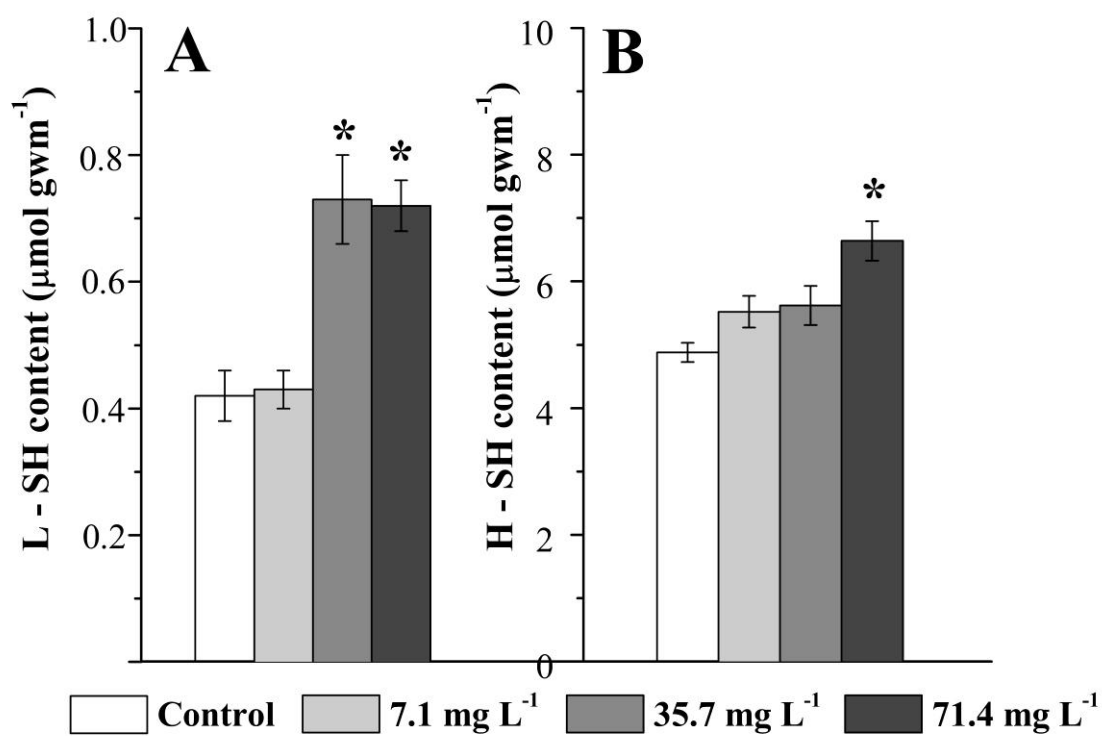 A
L - SH content (μmol gwm⁻¹)
1.0
0.8
0.6
0.4
0.2
* *
B
H - SH content (μmol gwm⁻¹)
10
8
6
4
2
0
*
Control 7.1 mg L⁻¹ 35.7 mg L⁻¹ 71.4 mg L⁻¹